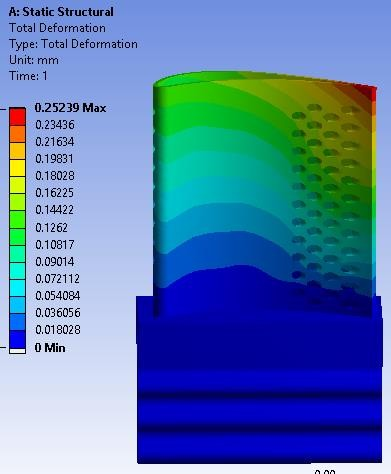 A: Static Structural
Total Deformation
Type: Total Deformation
Unit: mm
Time: 1
0.25239 Max
0.23436
0.21634
0.19831
0.18028
0.16225
0.14422
0.1262
0.10817
0.09014
0.072112
0.054084
0.036056
0.018028
0 Min
0.00